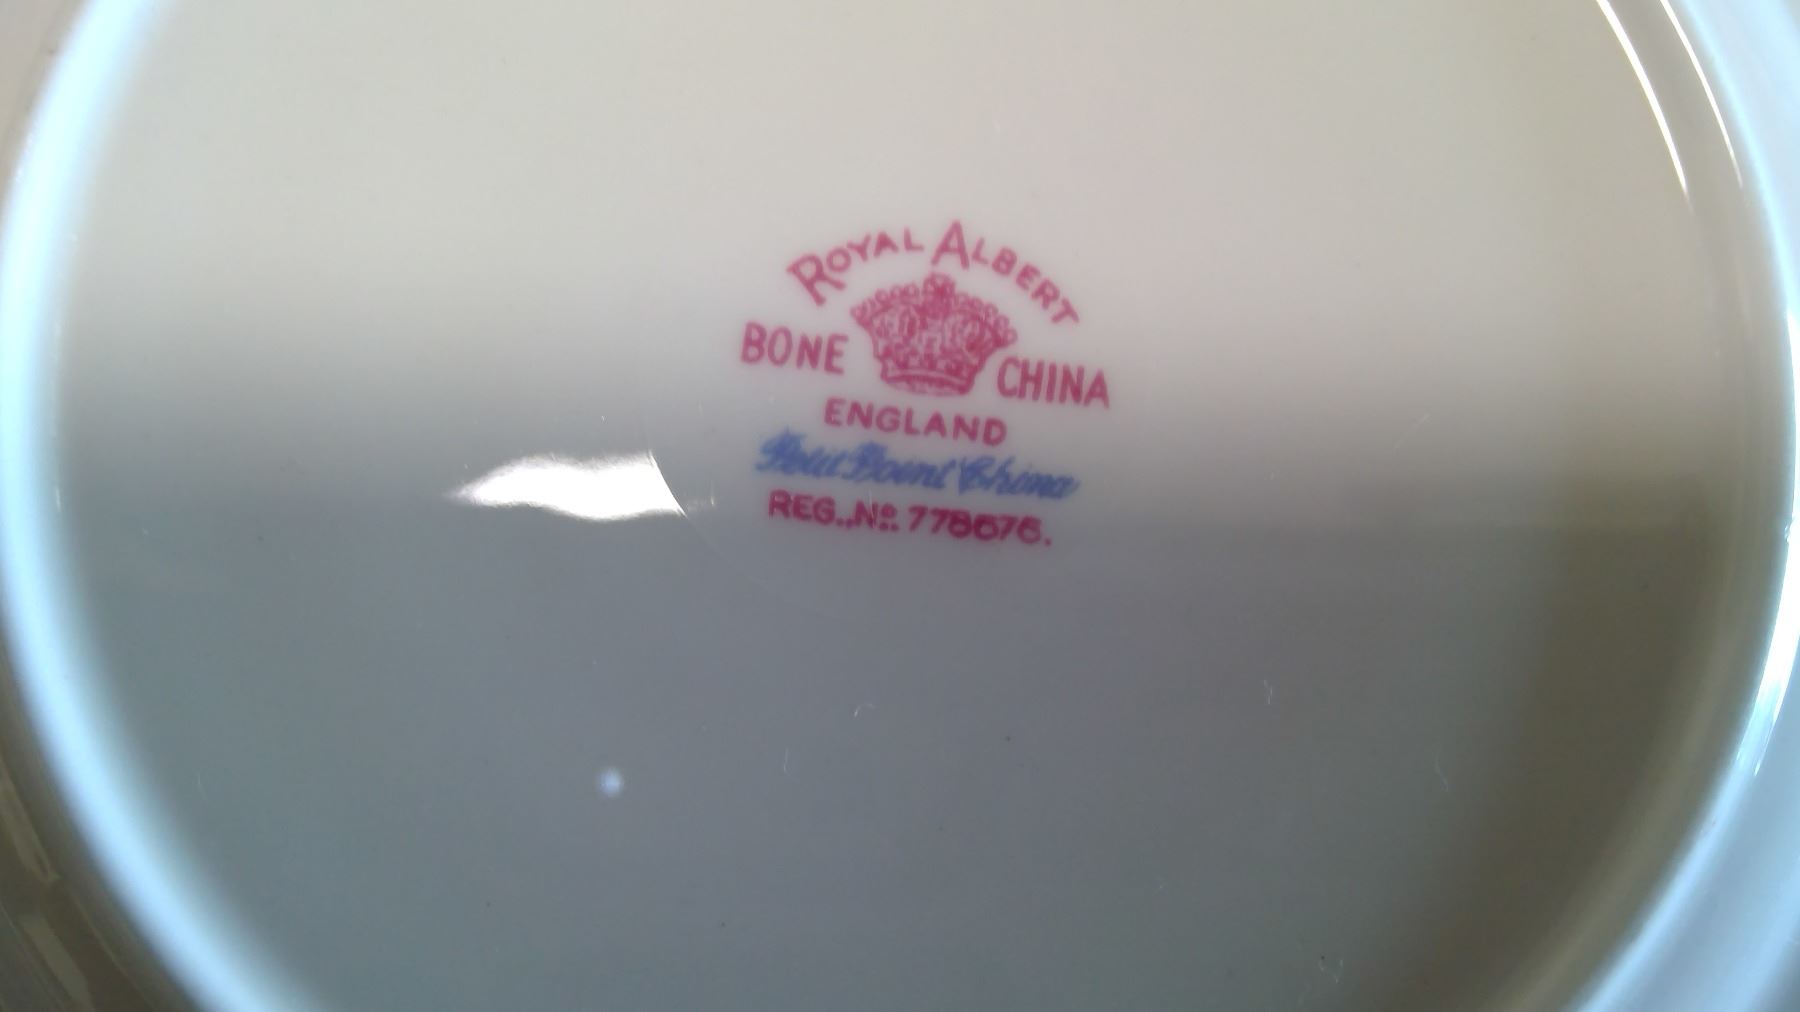 ROYAL ALBERT
BONE CHINA
ENGLAND
Petit Point China
REG., No. 778676.